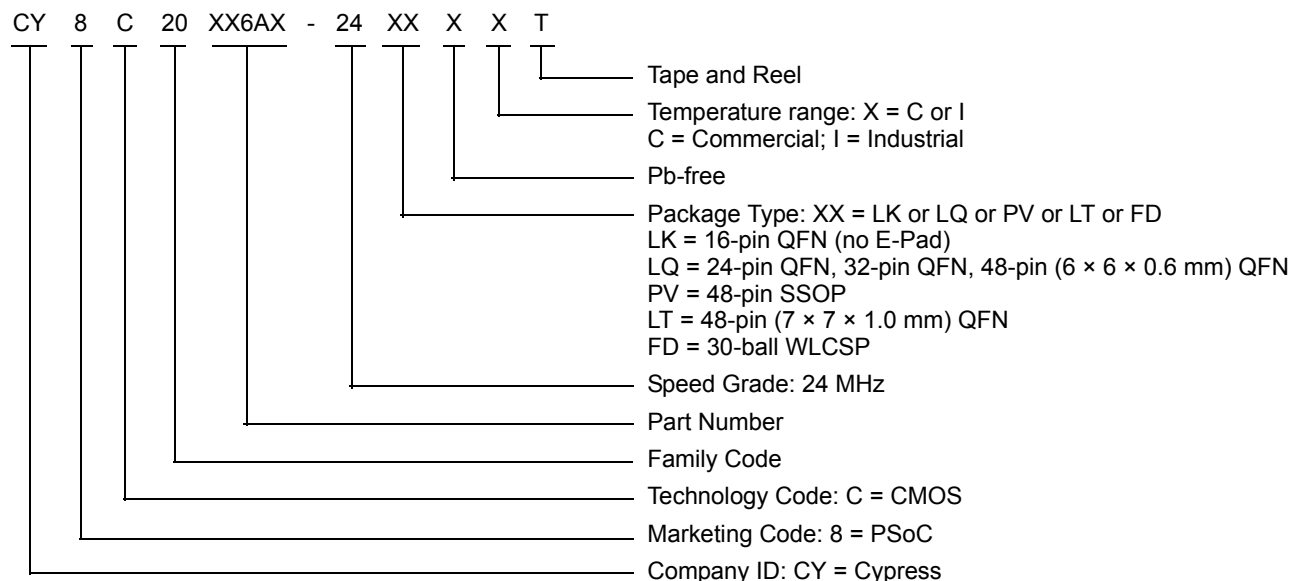 CY 8 C 20 XX6AX - 24 XX X X T
Tape and Reel
Temperature range: X = C or I
C = Commercial; I = Industrial
Pb-free
Package Type: XX = LK or LQ or PV or LT or FD
LK = 16-pin QFN (no E-Pad)
LQ = 24-pin QFN, 32-pin QFN, 48-pin (6 × 6 × 0.6 mm) QFN
PV = 48-pin SSOP
LT = 48-pin (7 × 7 × 1.0 mm) QFN
FD = 30-ball WLCSP
Speed Grade: 24 MHz
Part Number
Family Code
Technology Code: C = CMOS
Marketing Code: 8 = PSoC
Company ID: CY = Cypress